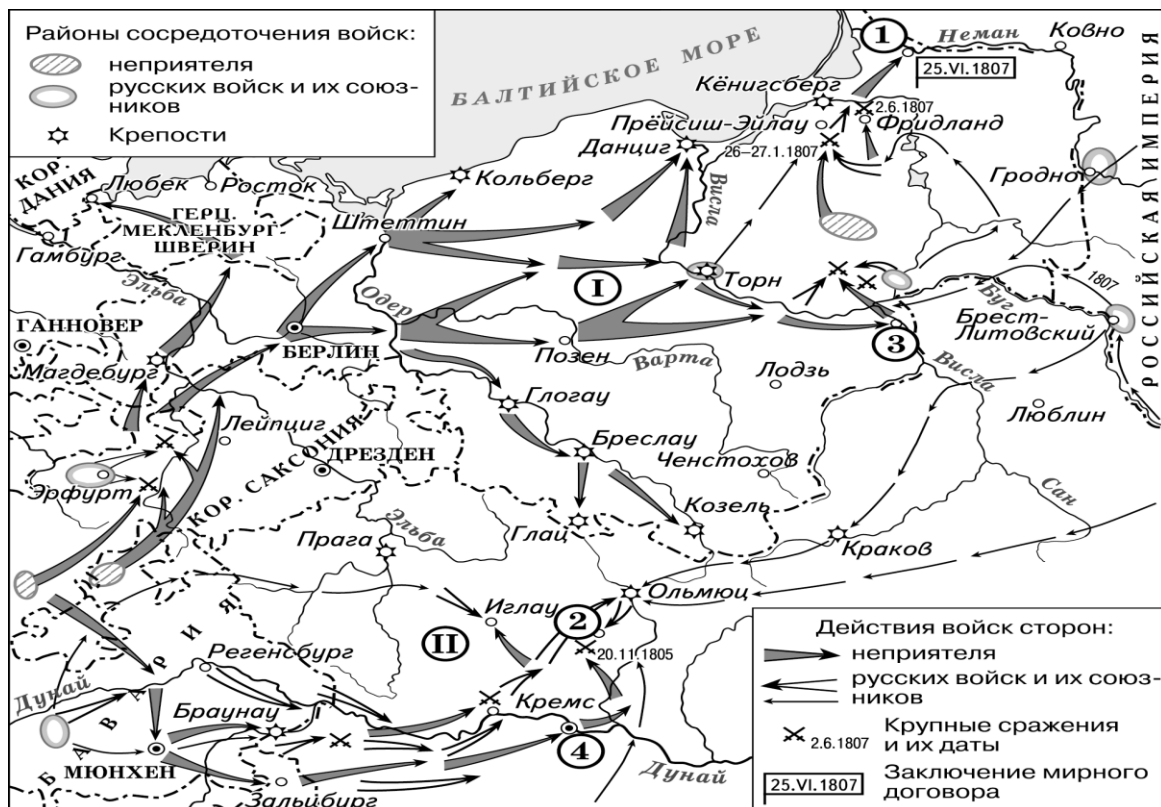 Районы сосредоточения войск:
неприятеля
русских войск и их союз-
ников
Крепости
БАЛТИЙСКОЕ МОРЕ
1
Неман
Ковно
25.VI.1807
Кёнигсберг
2.6.1807
Прейсиш-Эйлау
Фридланд
26–27.1.1807
Данциг
Висла
Кольберг
Гродно
РОССИЙСКАЯ ИМПЕРИЯ
КОР.
ДАНИЯ
Любек
Росток
ГЕРЦ.
МЕКЛЕНБУРГ-
ШВЕРИН
Штеттин
Гамбург
Эльба
Одер
I
Торн
1807
Буг
Брест-
Литовский
ГАННОВЕР
БЕРЛИН
Магдебург
Позен
Варта
3
Висла
Лодзь
Люблин
Глогау
Лейпциг
КОР. САКСОНИЯ
ДРЕЗДЕН
Бреслау
Ченстохов
Эрфурт
Эльба
Козель
Сан
Прага
Глац
Краков
Ольмюц
Иглау
2
II
20.11.1805
Регенсбург
Дунай
БАВАРИЯ
Браунау
Кремс
4
МЮНХЕН
Зальцбург
Дунай
Действия войск сторон:
неприятеля
русских войск и их союз-
ников
Крупные сражения
2.6.1807 и их даты
25.VI.1807 Заключение мирного
договора